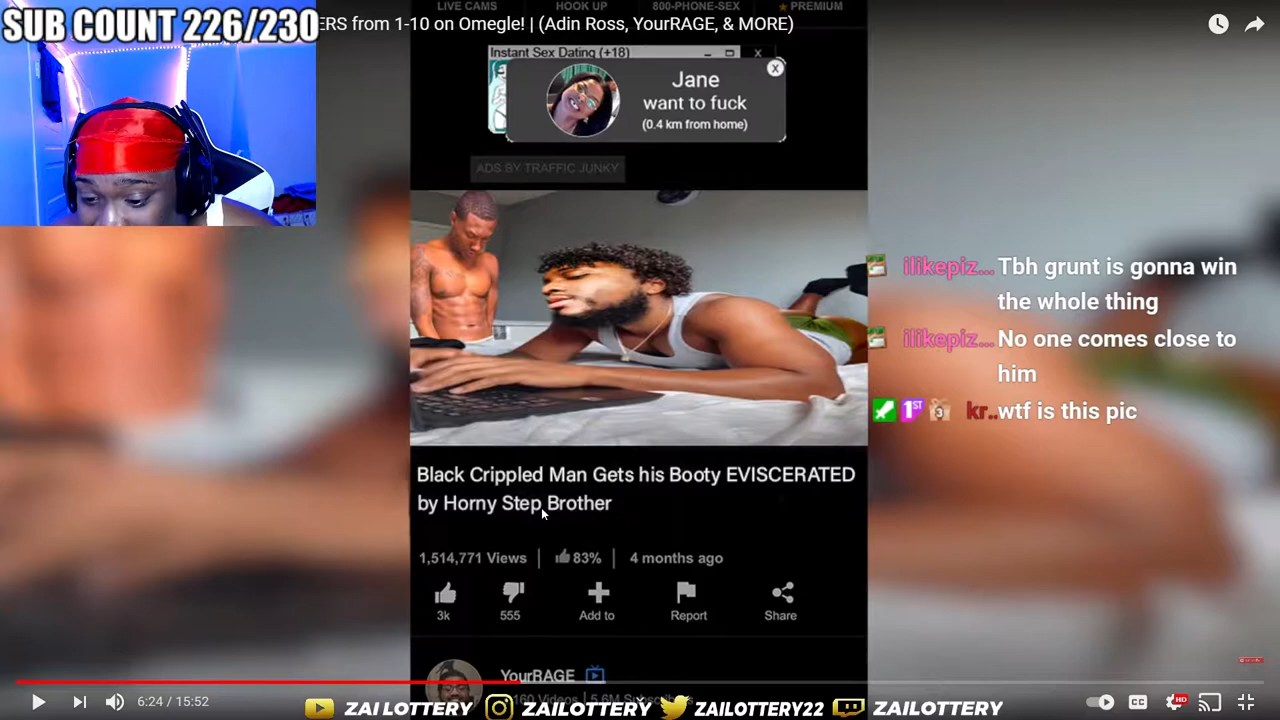 SUB COUNT 226/230
ERS from 1-10 on Omegle! | (Adin Ross, YourRAGE, & MORE)
LIVE CAMS HOOK UP 800-PHONE-SEX PREMIUM
Instant Sex Dating (+18)
X
Jane
want to fuck
(0.4 km from home)
ADS BY TRAFFIC JUNKY
ilikepiz... Tbh grunt is gonna win
the whole thing
ilikepiz... No one comes close to
him
1ST 3 kr.. wtf is this pic
Black Crippled Man Gets his Booty EVISCERATED
by Horny Step Brother
1,514,771 Views | 83% | 4 months ago
3k 555 Add to Report Share
YourRAGE
6:24 / 15:52
CC HD
ZAI LOTTERY ZAILOTTERY ZAILOTTERY22 ZAILOTTERY